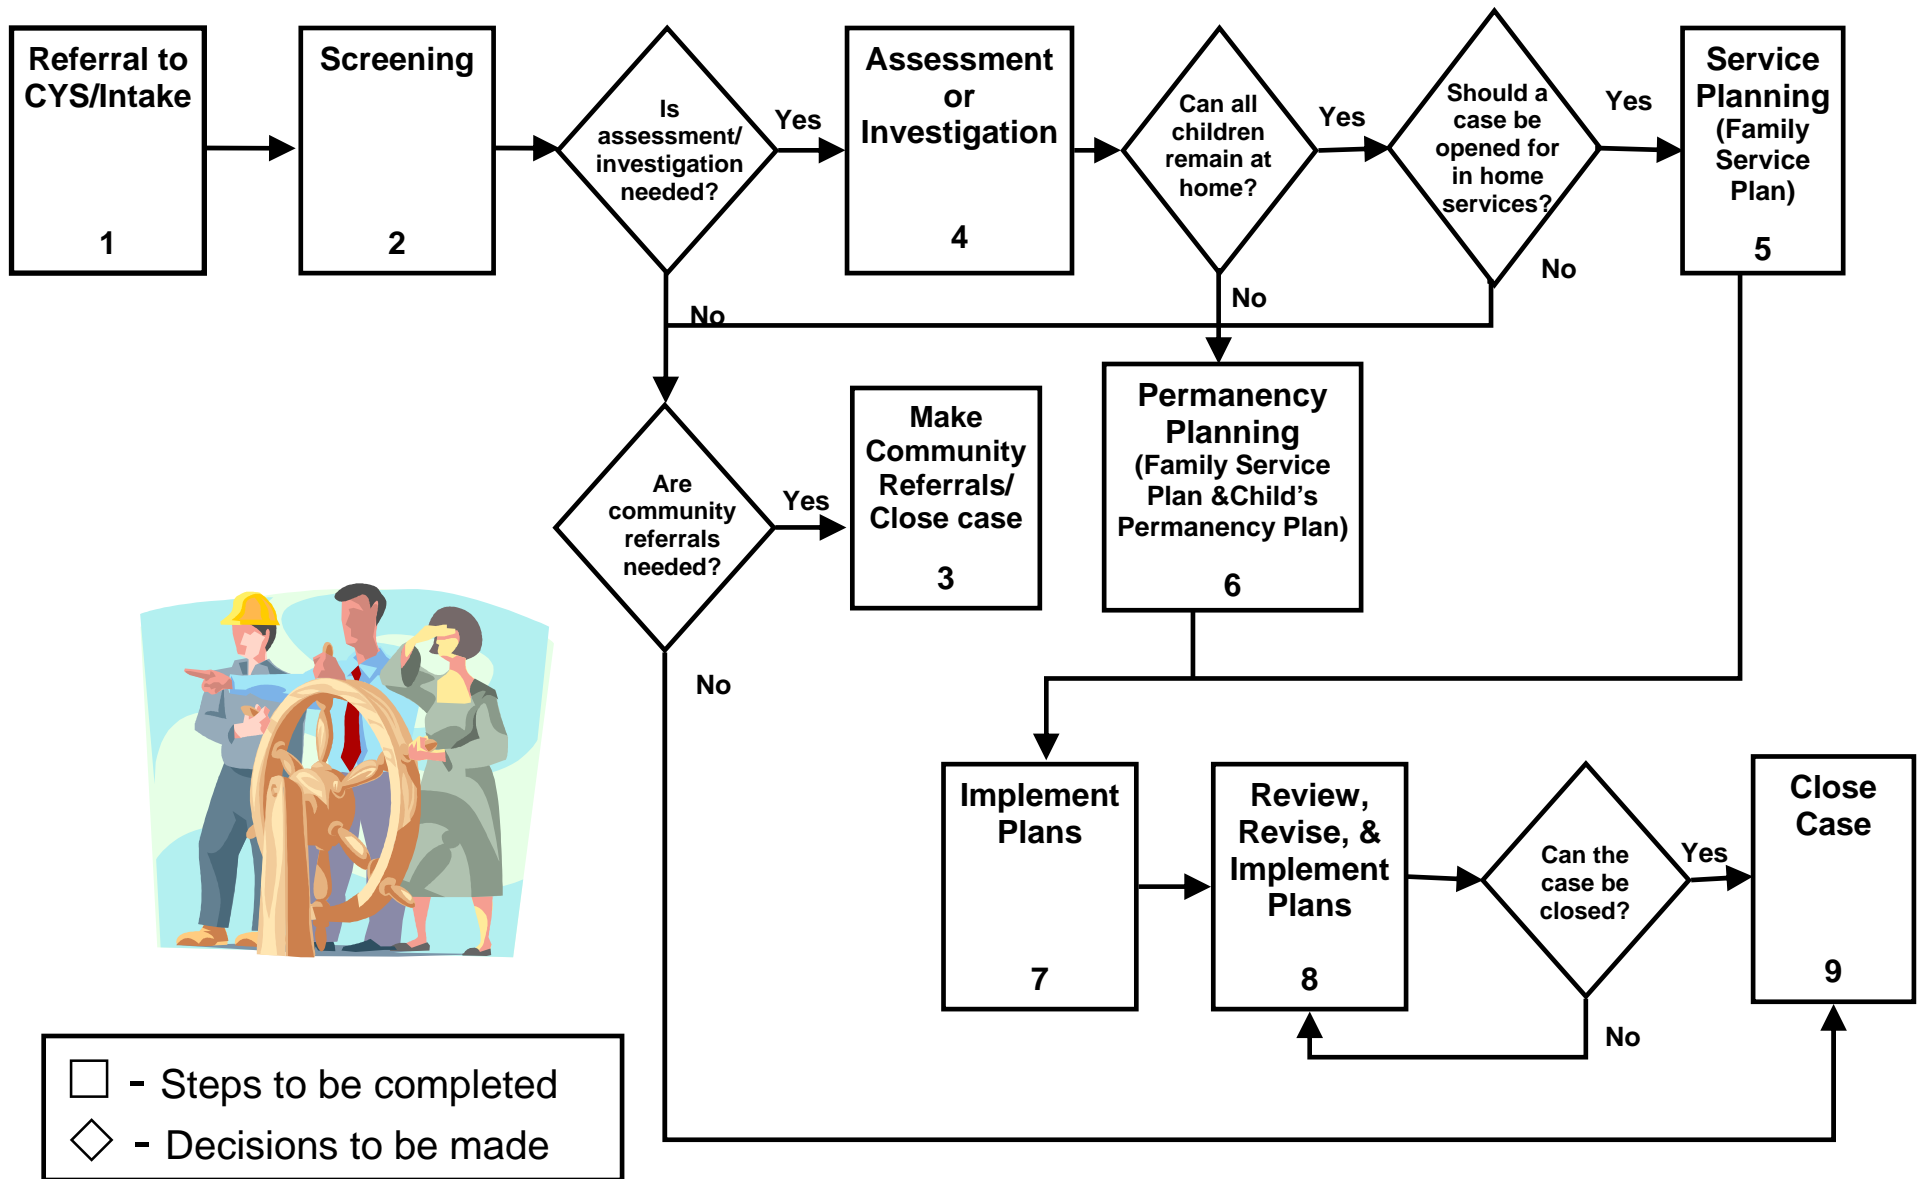 Referral to
CYS/Intake
1
Screening
2
Is
assessment/
investigation
needed?
Yes
No
Assessment
or
Investigation
4
Can all
children
remain at
home?
Yes
No
Should a
case be
opened for
in home
services?
Yes
No
Service
Planning
(Family
Service
Plan)
5
Are
community
referrals
needed?
Yes
No
Make
Community
Referrals/
Close case
3
Permanency
Planning
(Family Service
Plan &Child's
Permanency Plan)
6
Implement
Plans
7
Review,
Revise, &
Implement
Plans
8
Can the
case be
closed?
Yes
No
Close
Case
9
- Steps to be completed
- Decisions to be made